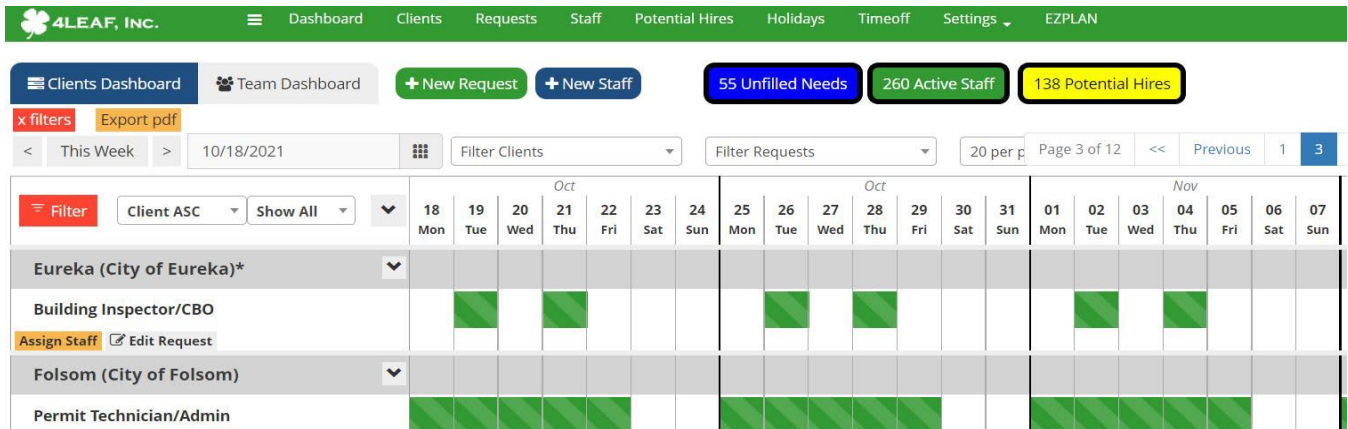 4LEAF, INC. Dashboard Clients Requests Staff Potential Hires Holidays Timeoff Settings EZPLAN
Clients Dashboard Team Dashboard + New Request + New Staff 55 Unfilled Needs 260 Active Staff 138 Potential Hires
x filters Export pdf
< This Week > 10/18/2021 Filter Clients Filter Requests 20 per p Page 3 of 12 << Previous 1 3
Oct Oct Nov
Filter Client ASC Show All 18 19 20 21 22 23 24 25 26 27 28 29 30 31 01 02 03 04 05 06 07
Mon Tue Wed Thu Fri Sat Sun Mon Tue Wed Thu Fri Sat Sun Mon Tue Wed Thu Fri Sat Sun
Eureka (City of Eureka)*
Building Inspector/CBO
Assign Staff Edit Request
Folsom (City of Folsom)
Permit Technician/Admin